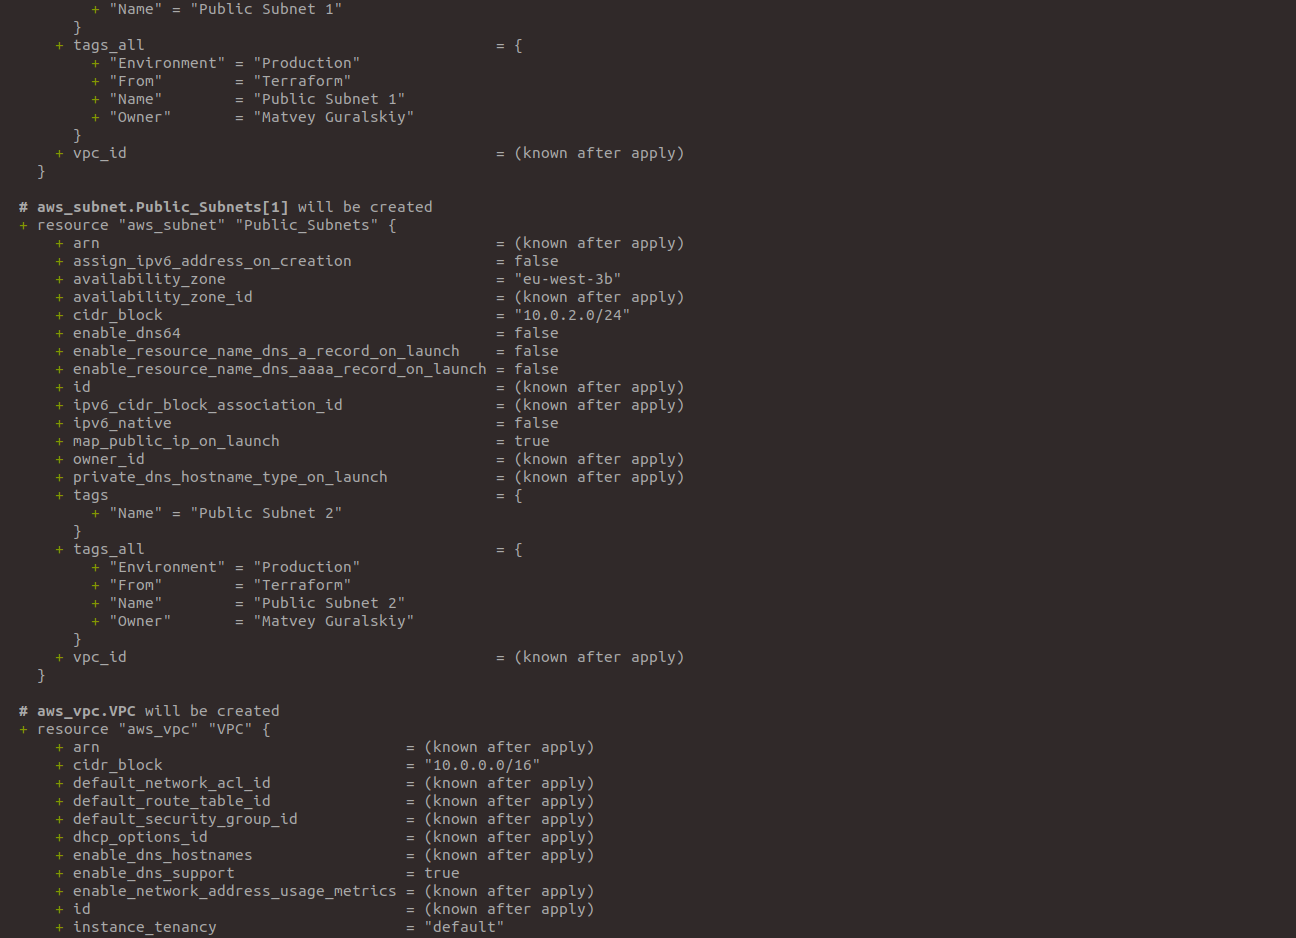 + "Name" = "Public Subnet 1"
}
+ tags_all = {
+ "Environment" = "Production"
+ "From" = "Terraform"
+ "Name" = "Public Subnet 1"
+ "Owner" = "Matvey Guralskiy"
}
+ vpc_id = (known after apply)
}
# aws_subnet.Public_Subnets[1] will be created
+ resource "aws_subnet" "Public_Subnets" {
+ arn = (known after apply)
+ assign_ipv6_address_on_creation = false
+ availability_zone = "eu-west-3b"
+ availability_zone_id = (known after apply)
+ cidr_block = "10.0.2.0/24"
+ enable_dns64 = false
+ enable_resource_name_dns_a_record_on_launch = false
+ enable_resource_name_dns_aaaa_record_on_launch = false
+ id = (known after apply)
+ ipv6_cidr_block_association_id = (known after apply)
+ ipv6_native = false
+ map_public_ip_on_launch = true
+ owner_id = (known after apply)
+ private_dns_hostname_type_on_launch = (known after apply)
+ tags = {
+ "Name" = "Public Subnet 2"
}
+ tags_all = {
+ "Environment" = "Production"
+ "From" = "Terraform"
+ "Name" = "Public Subnet 2"
+ "Owner" = "Matvey Guralskiy"
}
+ vpc_id = (known after apply)
}
# aws_vpc.VPC will be created
+ resource "aws_vpc" "VPC" {
+ arn = (known after apply)
+ cidr_block = "10.0.0.0/16"
+ default_network_acl_id = (known after apply)
+ default_route_table_id = (known after apply)
+ default_security_group_id = (known after apply)
+ dhcp_options_id = (known after apply)
+ enable_dns_hostnames = (known after apply)
+ enable_dns_support = true
+ enable_network_address_usage_metrics = (known after apply)
+ id = (known after apply)
+ instance_tenancy = "default"